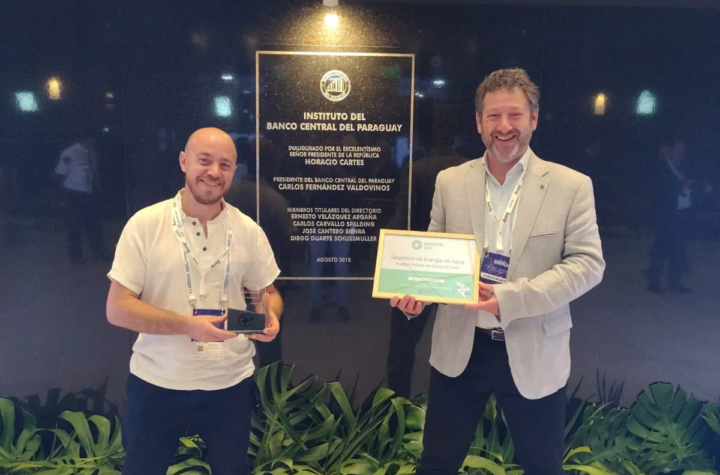 INSTITUTO DEL
BANCO CENTRAL DEL PARAGUAY
INAUGURADO POR EL EXCELENTÍSIMO
SEÑOR PRESIDENTE DE LA REPÚBLICA
HORACIO CARTES
PRESIDENTE DEL BANCO CENTRAL DEL PARAGUAY
CARLOS FERNÁNDEZ VALDOVINOS
MIEMBROS TITULARES DEL DIRECTORIO
ERNESTO VELÁZQUEZ ARGAÑA
CARLOS CARVALLO SPALDING
JOSÉ CANTERO SIENRA
DIEGO DUARTE SCHUSSMULLER
AGOSTO 2018